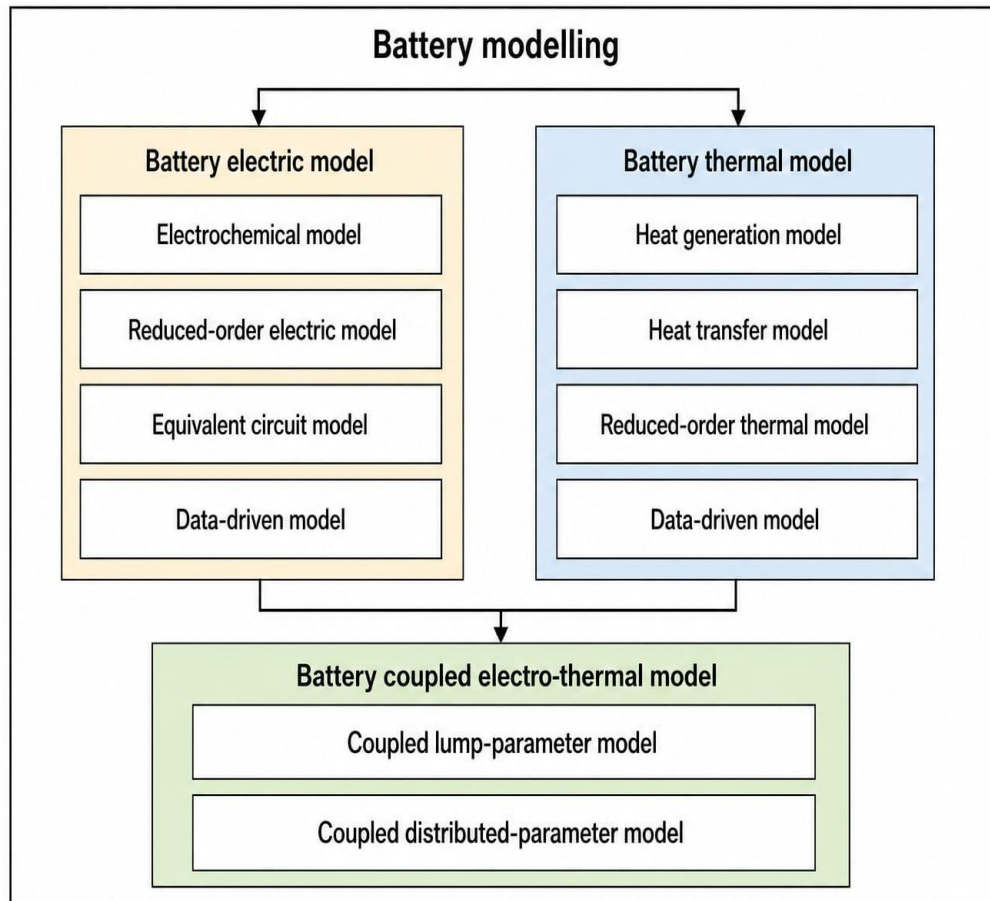 Battery modelling
Battery electric model
Electrochemical model
Reduced-order electric model
Equivalent circuit model
Data-driven model
Battery thermal model
Heat generation model
Heat transfer model
Reduced-order thermal model
Data-driven model
Battery coupled electro-thermal model
Coupled lump-parameter model
Coupled distributed-parameter model